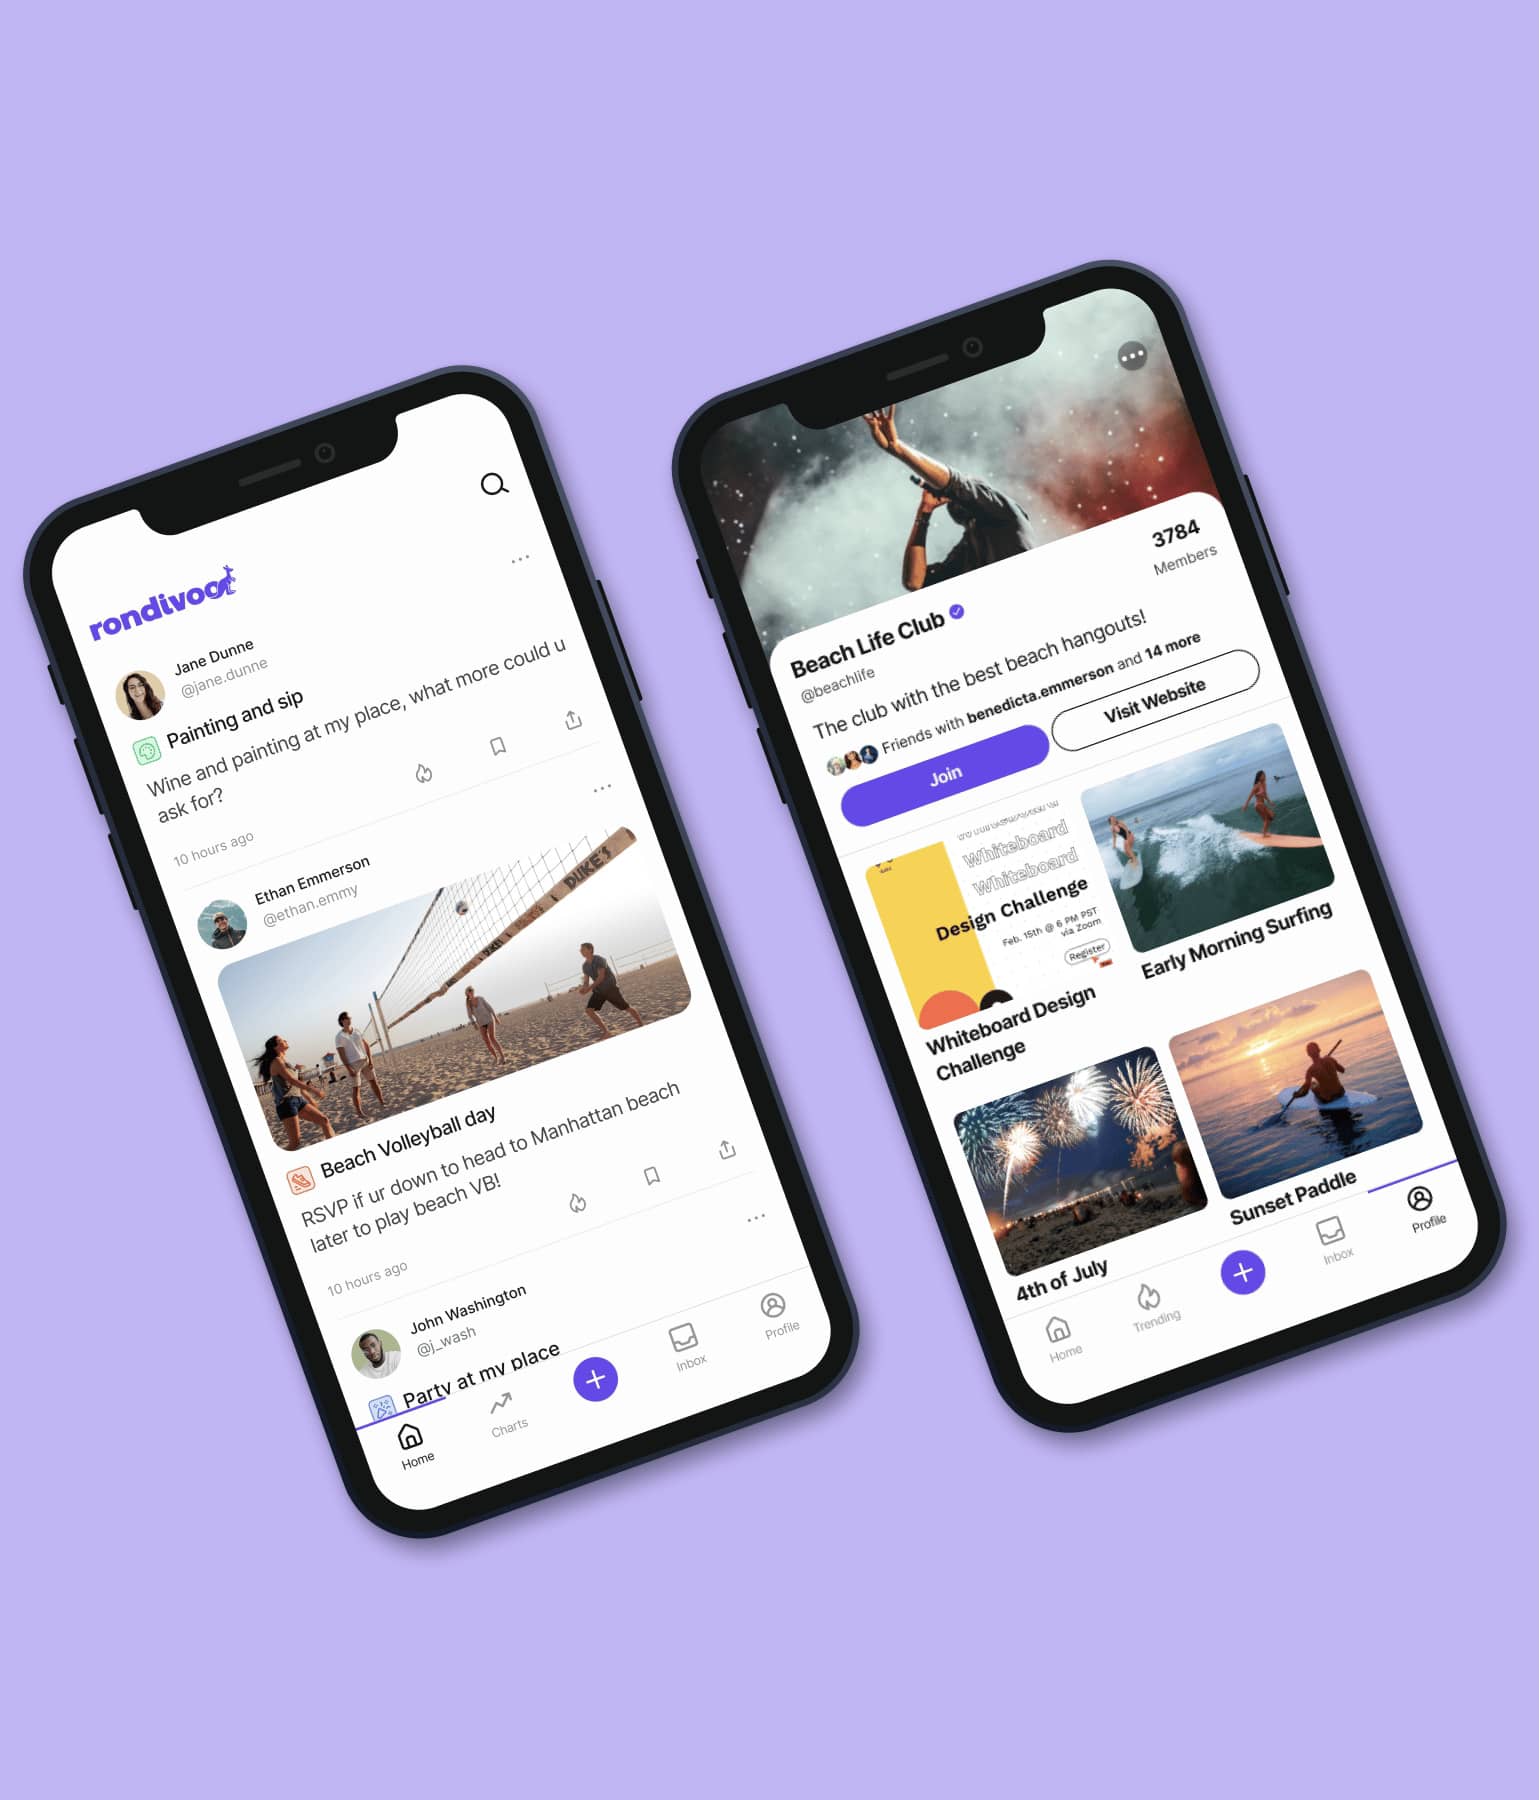 rondivoo
Jane Dunne
@jane.dunne
Painting and sip
Wine and painting at my place, what more could u
ask for?
10 hours ago
Ethan Emmerson
@ethan.emmy
DUKE'S
Beach Volleyball day
RSVP if ur down to head to Manhattan beach
later to play beach VB!
10 hours ago
John Washington
@j_wash
Party at my place
Home
Charts
Inbox
Profile
3784
Members
Beach Life Club
@beachlife
The club with the best beach hangouts!
Friends with benedicta.emmerson and 14 more
Join
Visit Website
Whiteboard
Whiteboard
Design Challenge
Feb. 15th @ 6 PM PST
via Zoom
Register
Whiteboard Design
Challenge
Early Morning Surfing
4th of July
Sunset Paddle
Home
Trending
Inbox
Profile